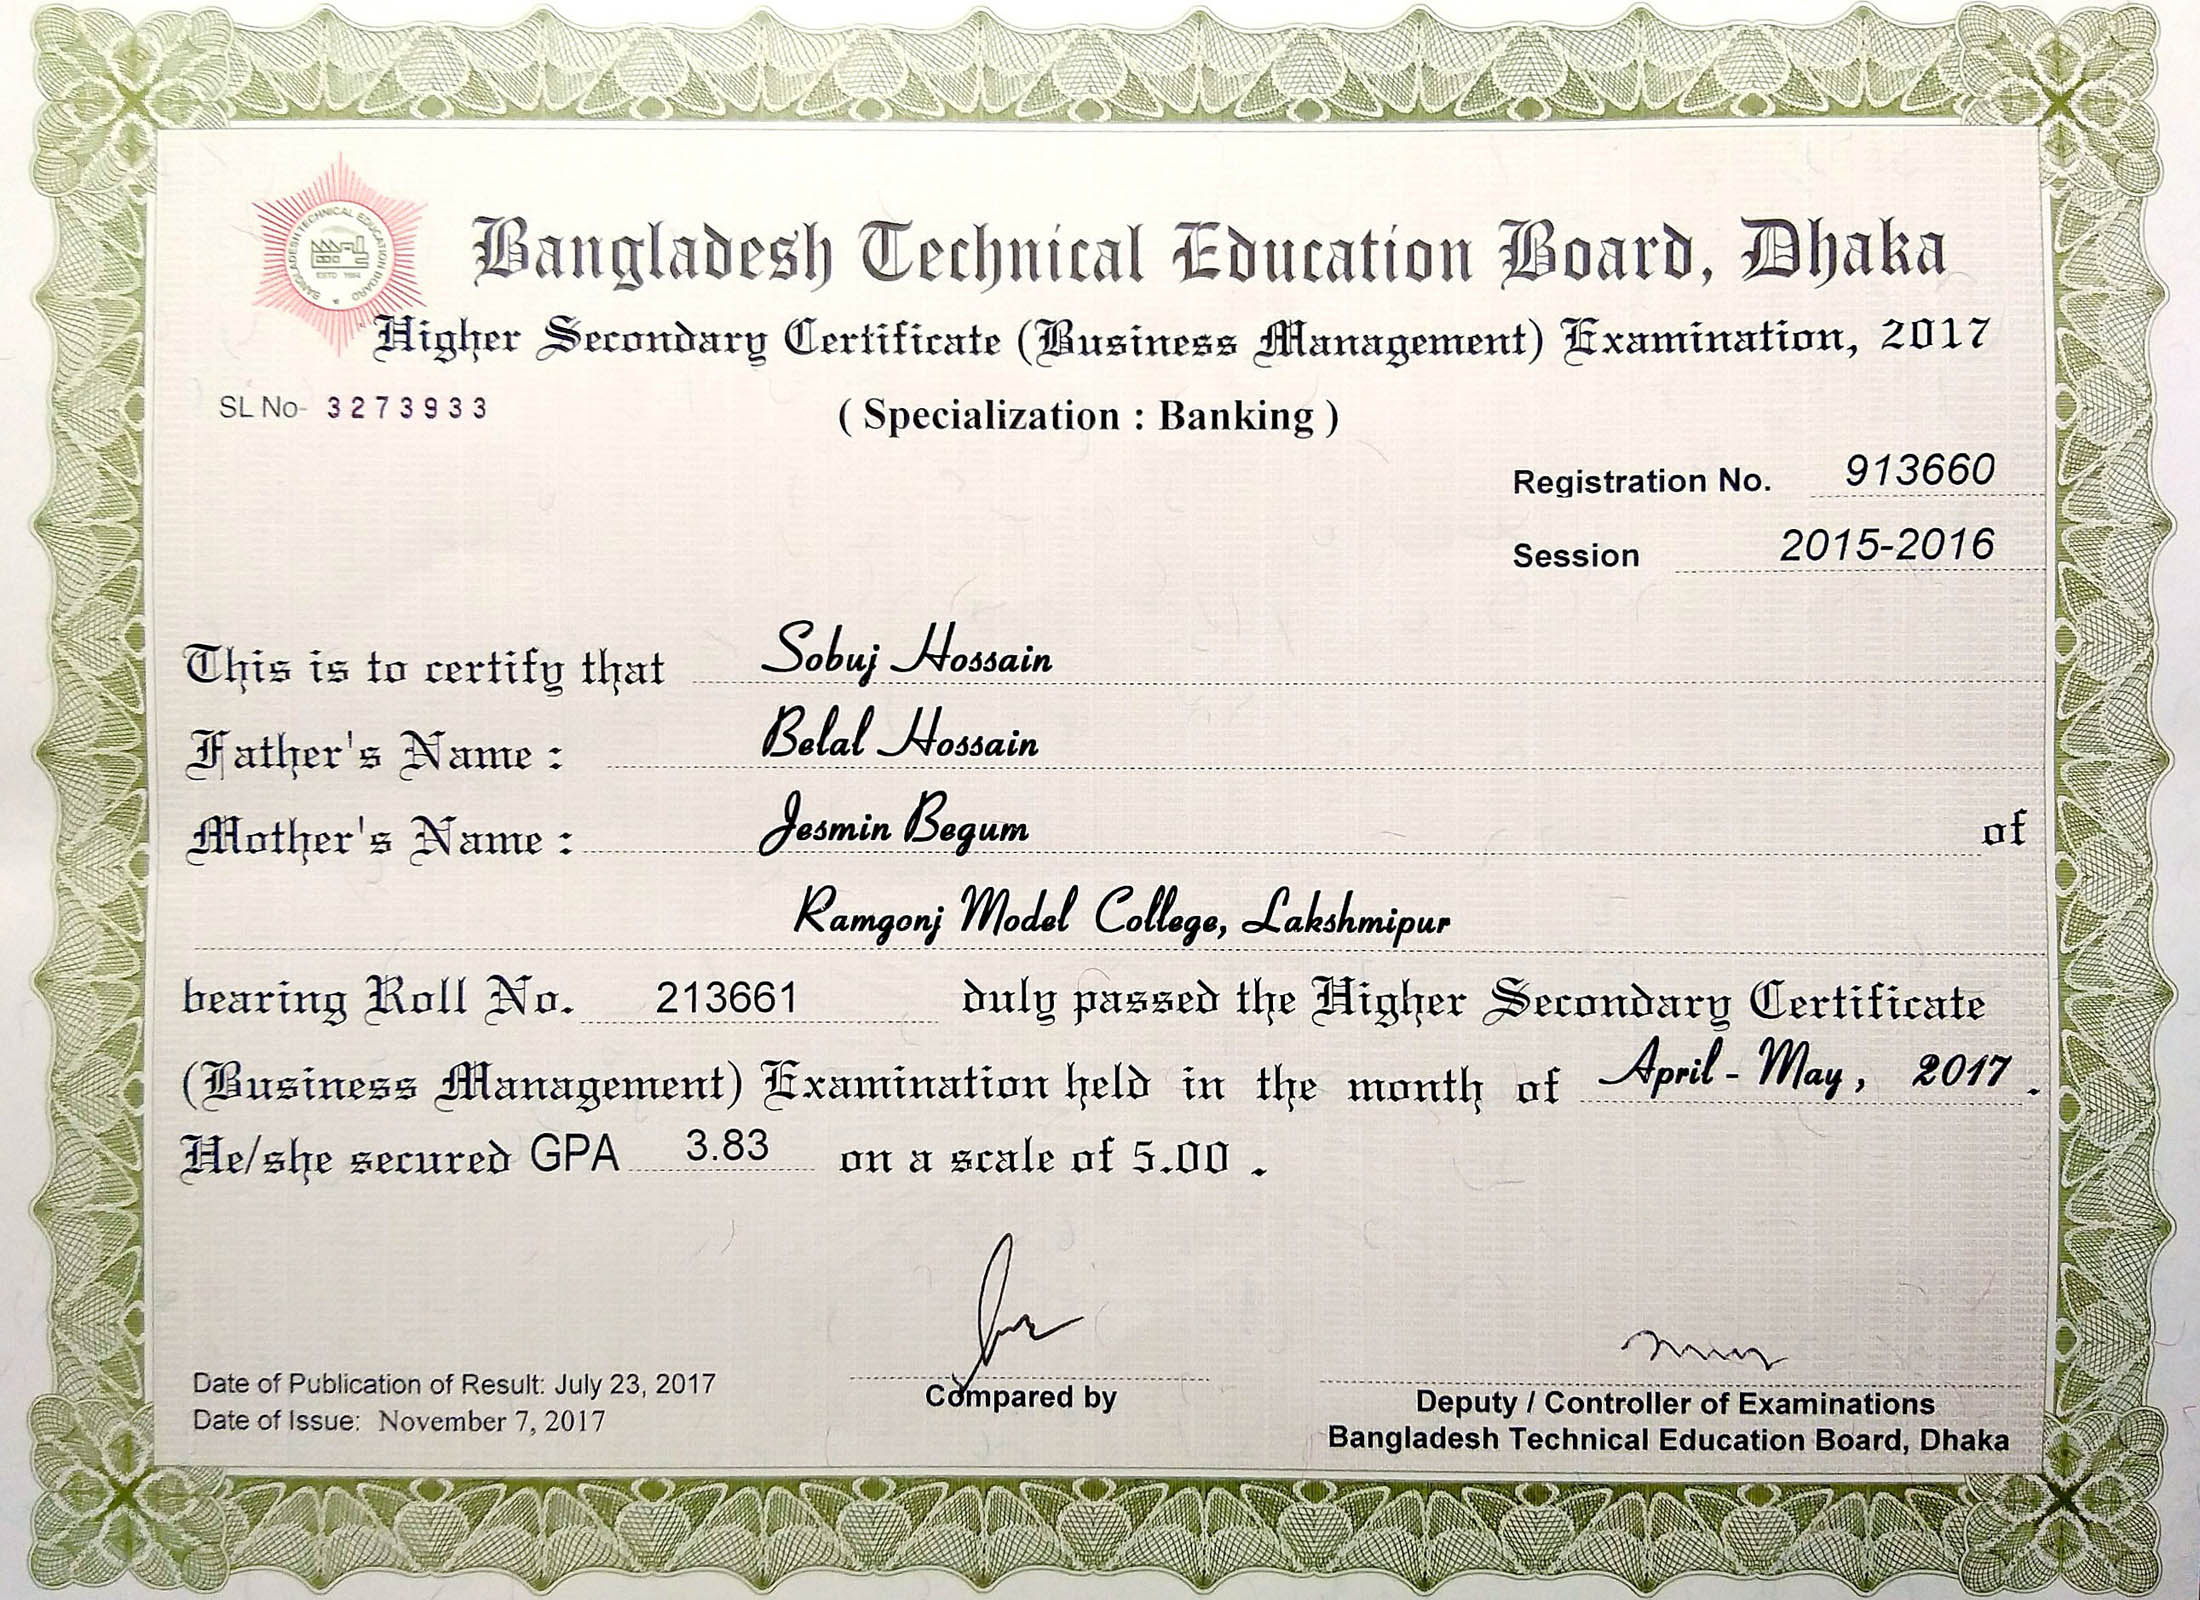 BANGLADESH TECHNICAL EDUCATION BOARD
ESTD 1954
Bangladesh Technical Education Board, Dhaka
Higher Secondary Certificate (Business Management) Examination, 2017
SL No- 3273933
( Specialization : Banking )
Registration No. 913660
Session 2015-2016
This is to certify that Sobuj Hossain
Father's Name : Belal Hossain
Mother's Name : Jesmin Begum of
Ramgonj Model College, Lakshmipur
bearing Roll No. 213661 duly passed the Higher Secondary Certificate
(Business Management) Examination held in the month of April - May, 2017 .
He/she secured GPA 3.83 on a scale of 5.00 .
Date of Publication of Result: July 23, 2017
Date of Issue: November 7, 2017
Compared by
Deputy / Controller of Examinations
Bangladesh Technical Education Board, Dhaka